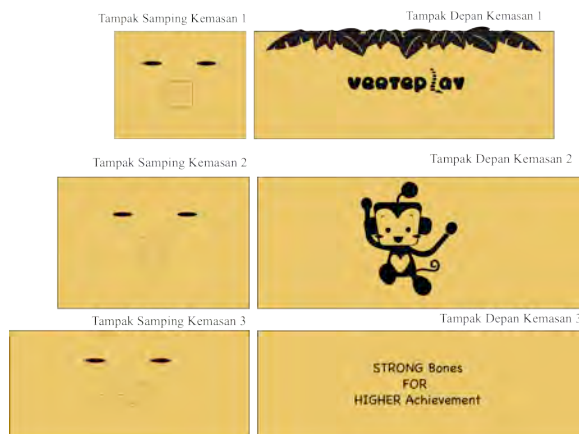 Tampak Samping Kemasan 1
Tampak Depan Kemasan 1
verteplay
Tampak Samping Kemasan 2
Tampak Depan Kemasan 2
Tampak Samping Kemasan 3
Tampak Depan Kemasan 3
STRONG Bones
FOR
HIGHER Achievement